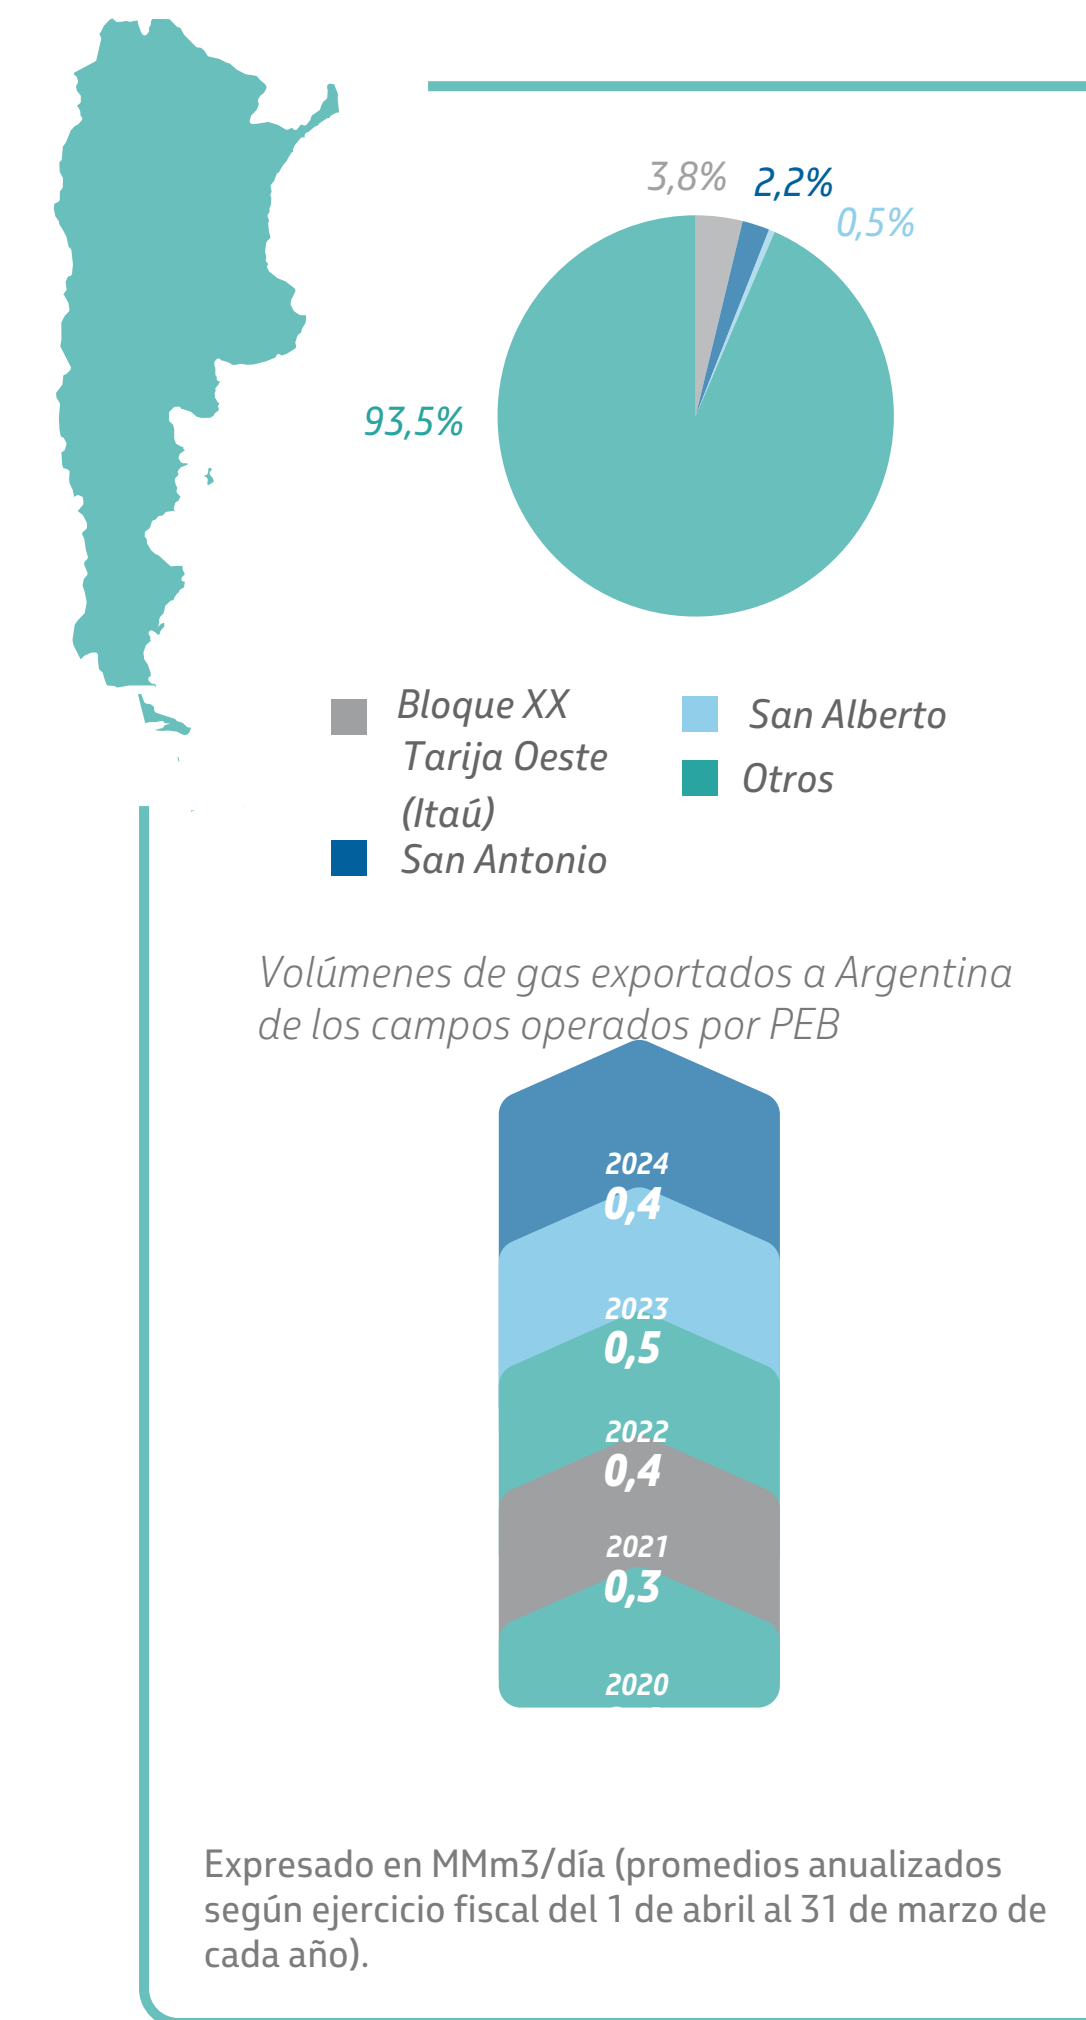 3,8%
2,2%
0,5%
93,5%
Bloque XX
Tarija Oeste
(Itaú)
San Antonio
San Alberto
Otros
Volúmenes de gas exportados a Argentina
de los campos operados por PEB
2024
0,4
2023
0,5
2022
0,4
2021
0,3
2020
Expresado en MMm3/día (promedios anualizados
según ejercicio fiscal del 1 de abril al 31 de marzo de
cada año).